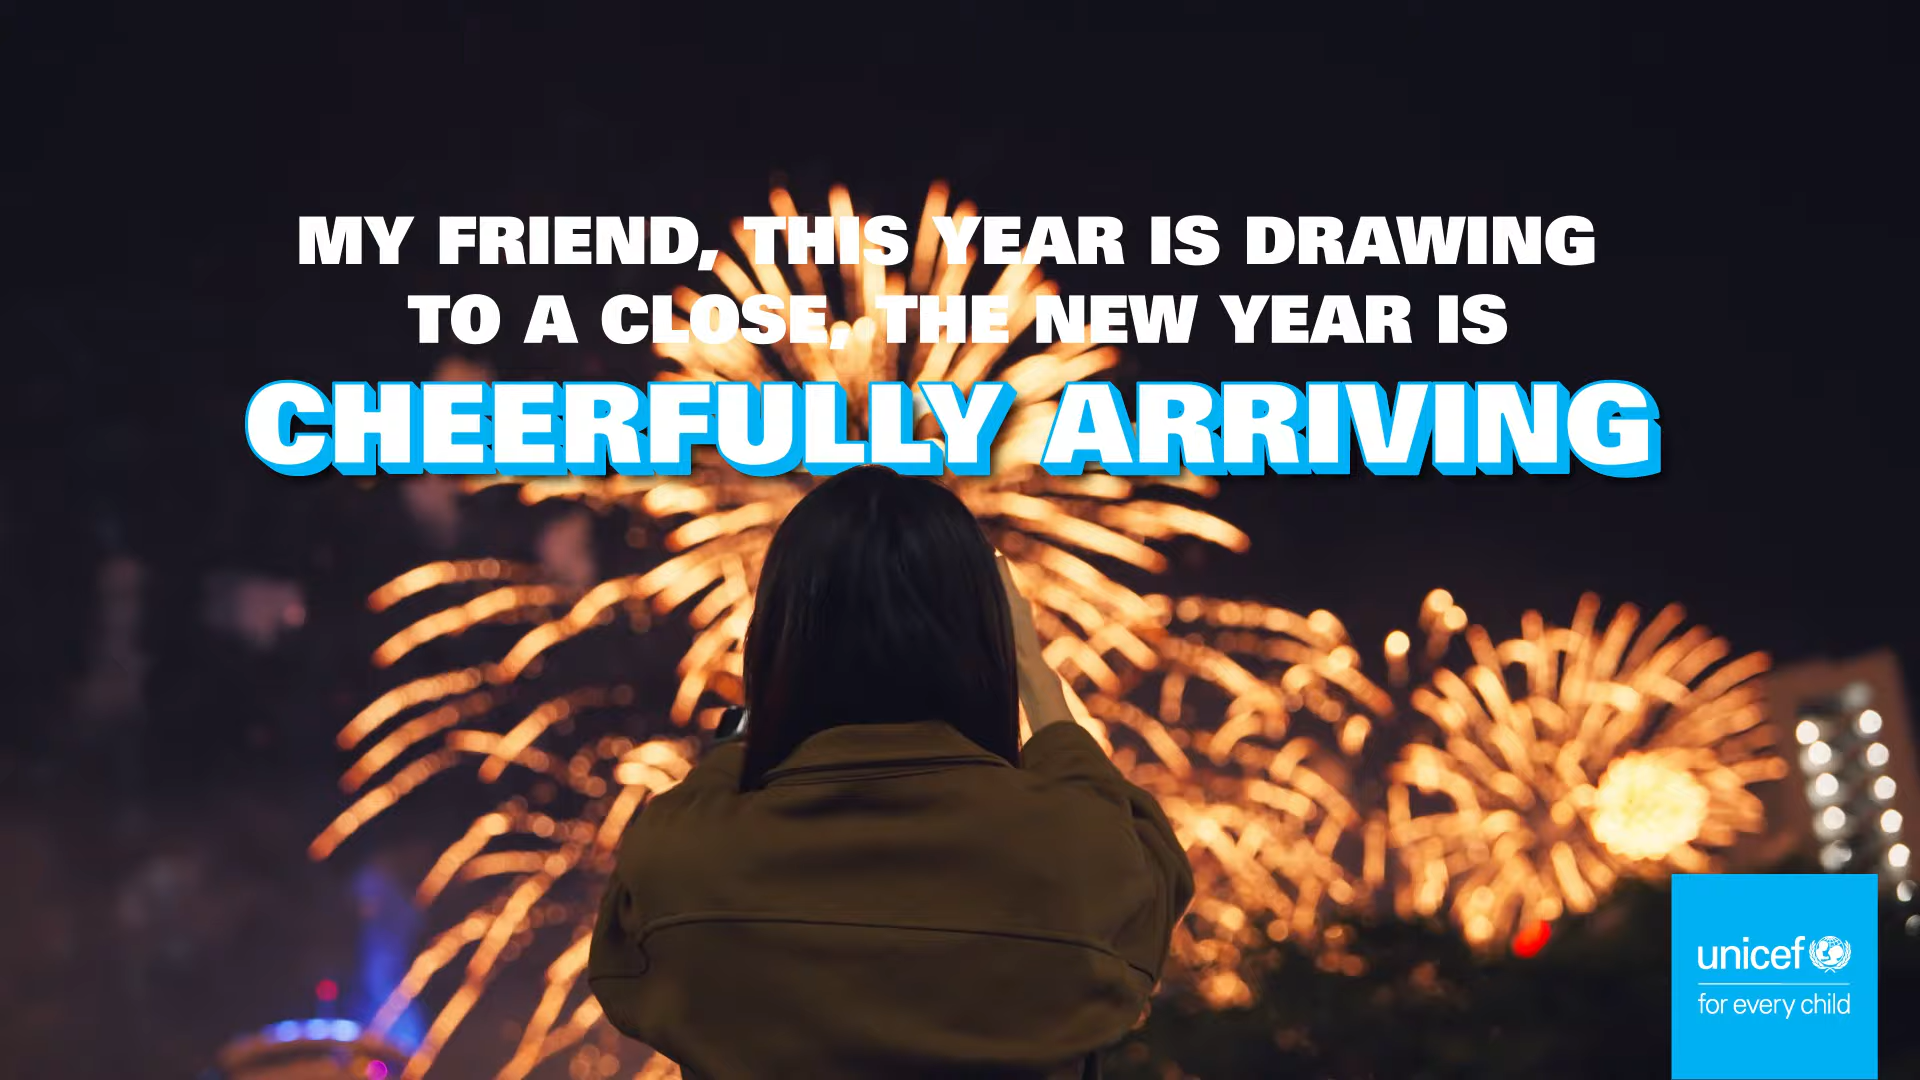 MY FRIEND, THIS YEAR IS DRAWING
TO A CLOSE, THE NEW YEAR IS
CHEERFULLY ARRIVING
unicef
for every child